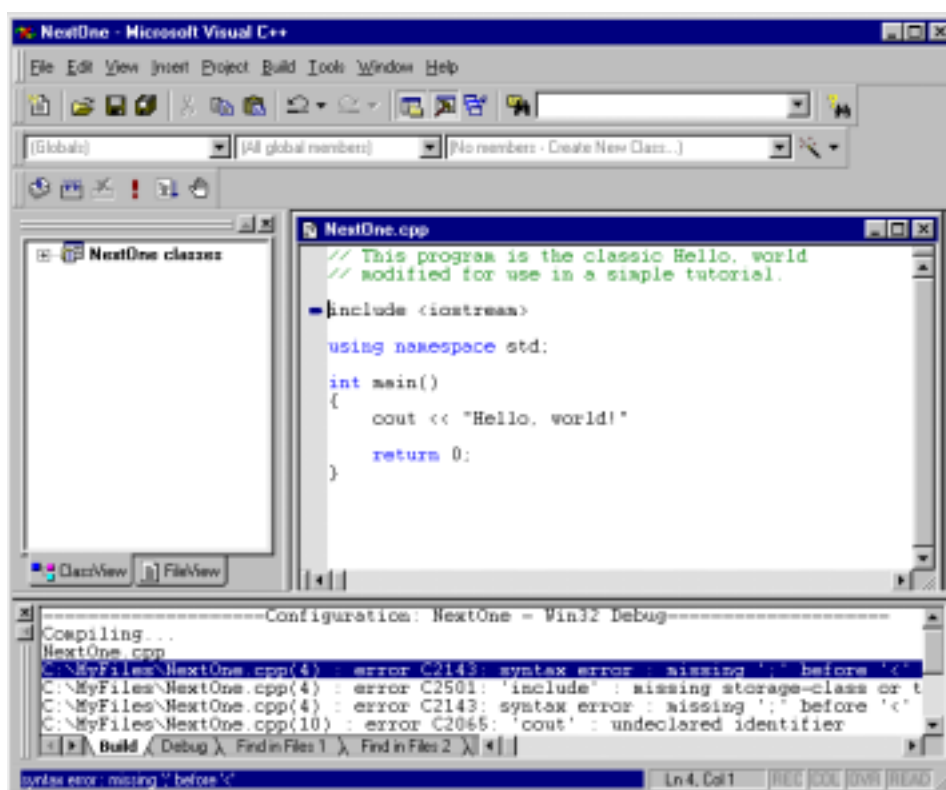 NextOne - Microsoft Visual C++
File Edit View Insert Project Build Tools Window Help
(Globals) (All global members) (No members - Create New Class...)
NextOne classes
NextOne.cpp
// This program is the classic Hello, world
// modified for use in a simple tutorial.
include <iostream>
using namespace std;
int main()
{
cout << "Hello, world!"
return 0;
}
ClassView FileView
--------------------Configuration: NextOne - Win32 Debug--------------------
Compiling...
NextOne.cpp
C:\MyFiles\NextOne.cpp(4) : error C2143: syntax error : missing ';' before '<'
C:\MyFiles\NextOne.cpp(4) : error C2501: 'include' : missing storage-class or t
C:\MyFiles\NextOne.cpp(4) : error C2143: syntax error : missing ';' before '<'
C:\MyFiles\NextOne.cpp(10) : error C2065: 'cout' : undeclared identifier
Build Debug Find in Files 1 Find in Files 2
syntax error : missing ';' before '<' Ln 4, Col 1 REC COL OVR READ